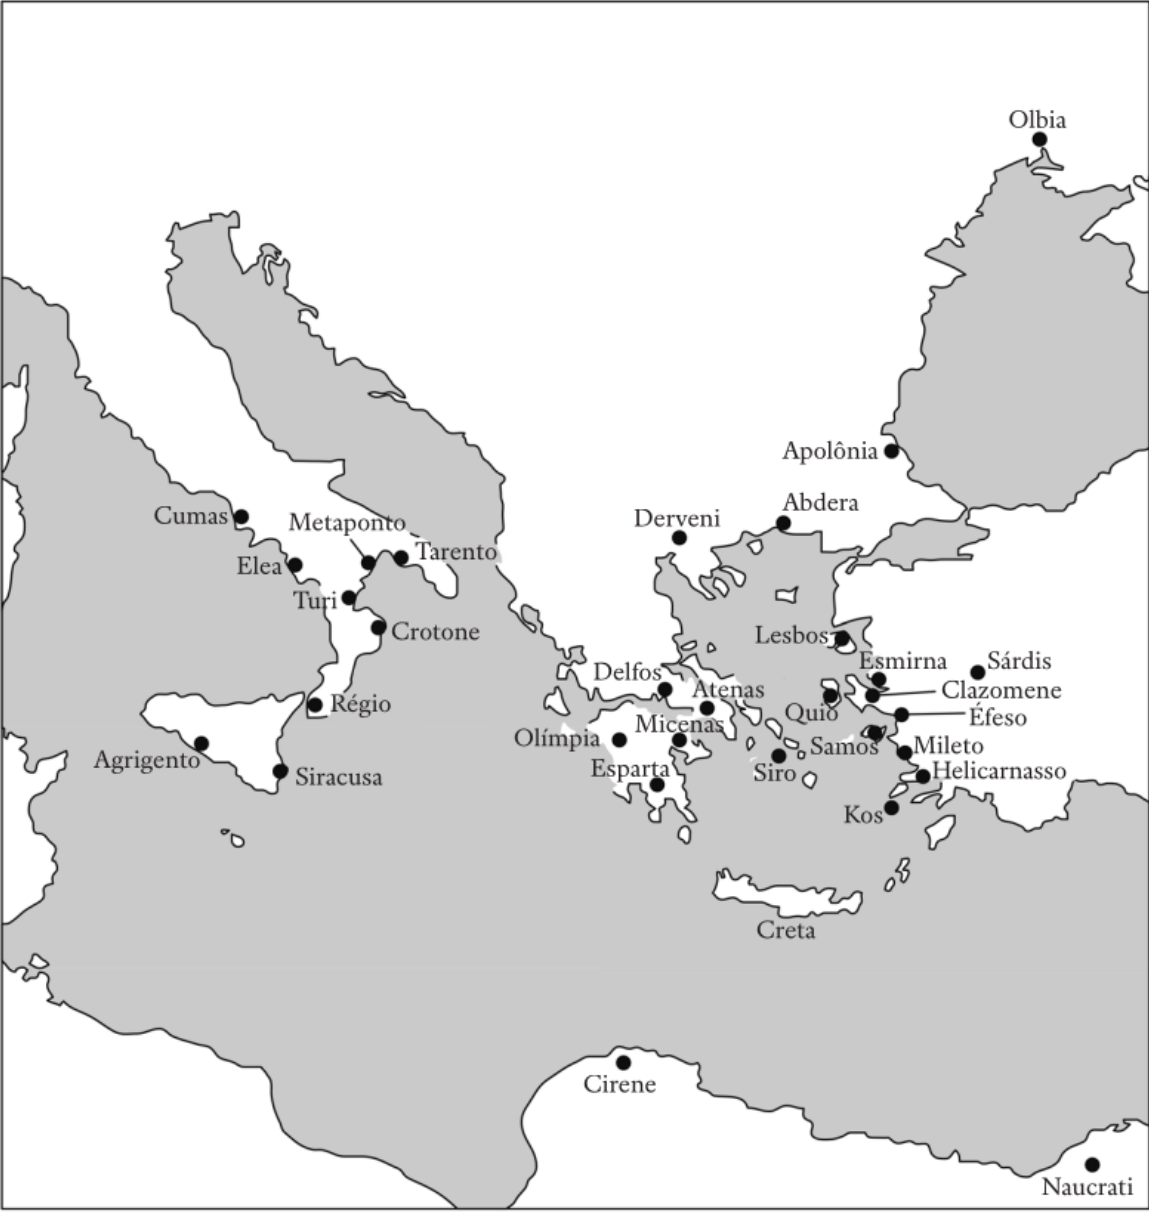 Olbia
Apolônia
Abdera
Cumas
Metaponto
Derveni
Tarento
Elea
Turi
Crotone
Lesbos
Esmirna
Sárdis
Delfos
Atenas
Clazomene
Régio
Quio
Éfeso
Olímpia
Micenas
Samos
Mileto
Agrigento
Siracusa
Esparta
Siro
Helicarnasso
Kos
Creta
Cirene
Naucrati